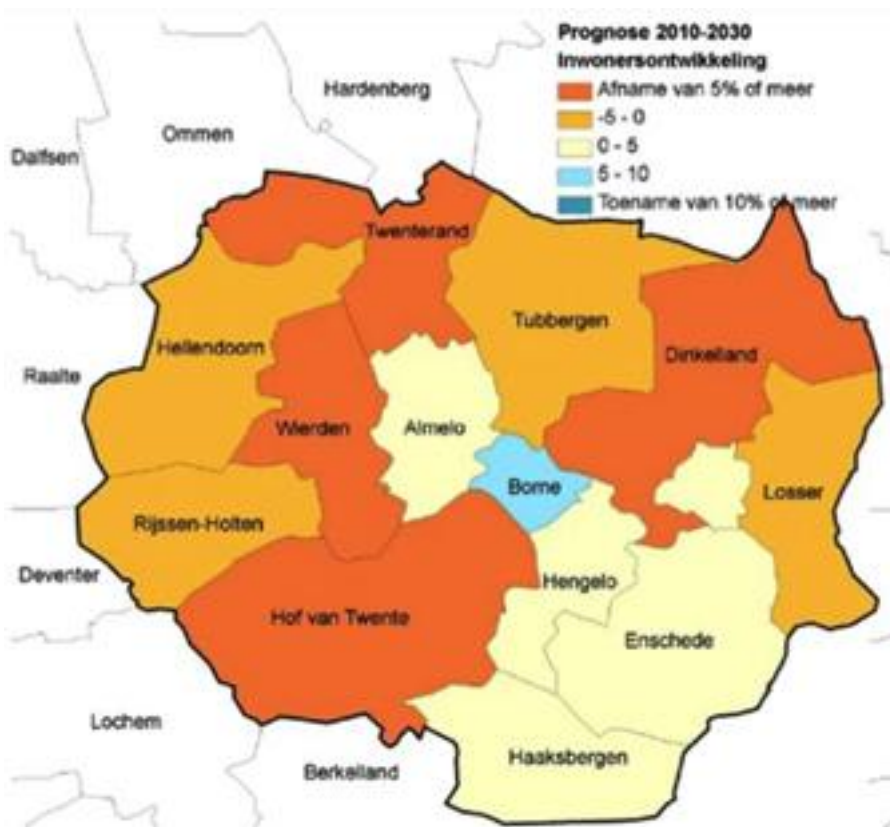 Prognose 2010-2030
Inwonersontwikkeling
Afname van 5% of meer
-5 - 0
0 - 5
5 - 10
Toename van 10% of meer
Hardenberg
Ommen
Dalfsen
Twenterand
Tubbergen
Hellendoorn
Dinkelland
Raalte
Wierden
Almelo
Borne
Losser
Rijssen-Holten
Deventer
Hengelo
Hof van Twente
Enschede
Lochem
Haaksbergen
Berkelland